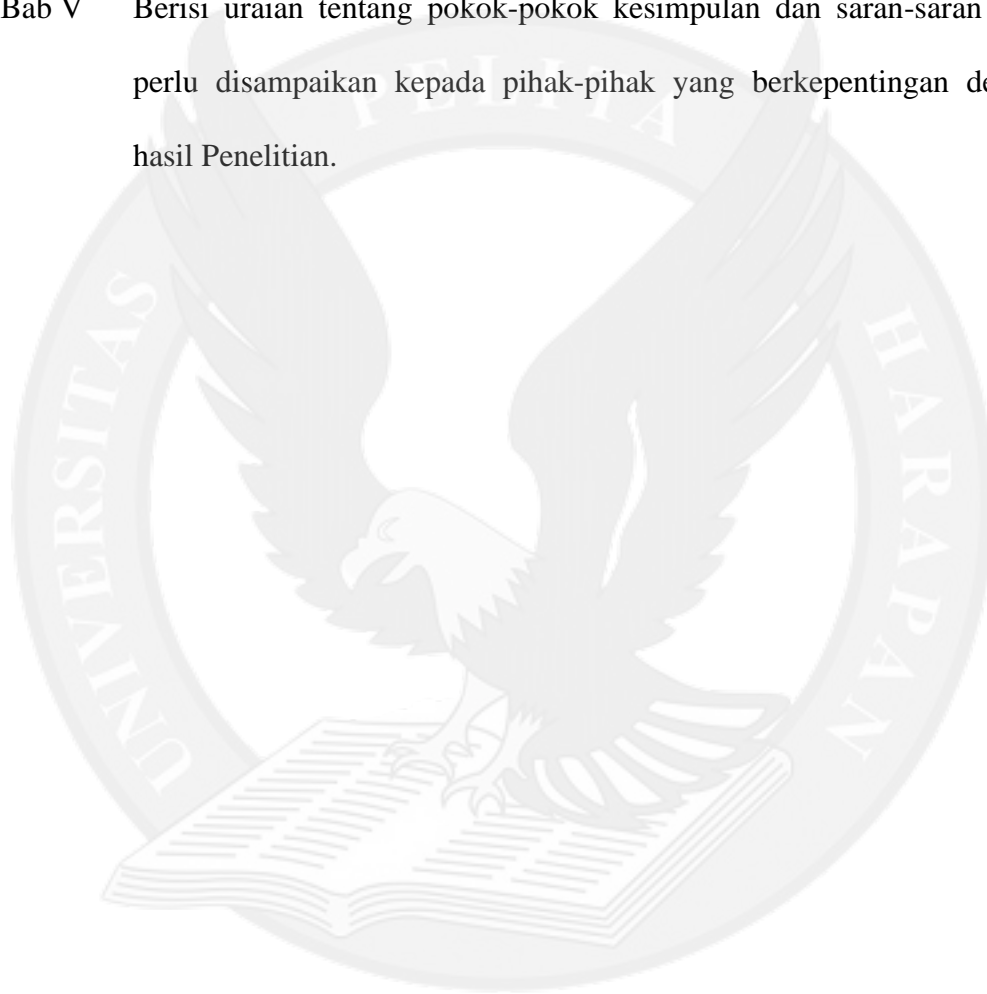 Bab V Berisi uraian tentang pokok-pokok kesimpulan dan saran-saran
perlu disampaikan kepada pihak-pihak yang berkepentingan de
hasil Penelitian.
UNIVERSITAS PELITA HARAPAN